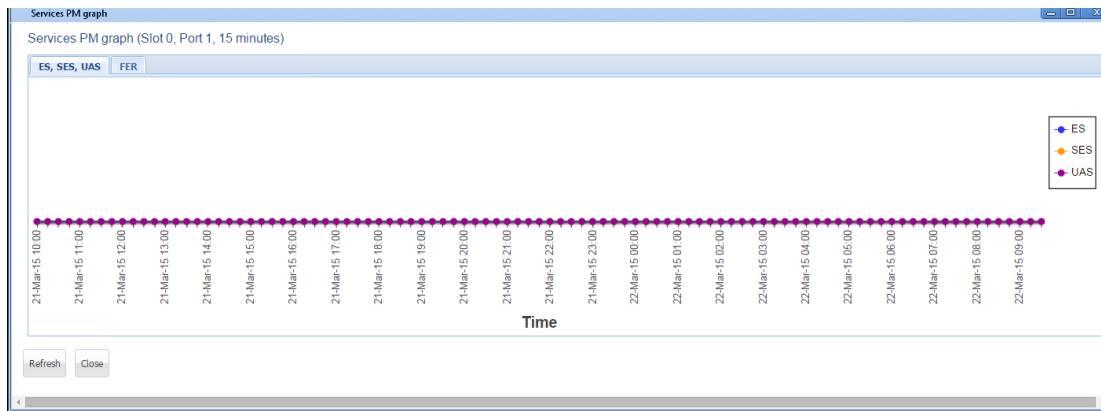 Services PM graph
Services PM graph (Slot 0, Port 1, 15 minutes)
ES, SES, UAS FER
ES
SES
UAS
21-Mar-15 10:00
21-Mar-15 11:00
21-Mar-15 12:00
21-Mar-15 13:00
21-Mar-15 14:00
21-Mar-15 15:00
21-Mar-15 16:00
21-Mar-15 17:00
21-Mar-15 18:00
21-Mar-15 19:00
21-Mar-15 20:00
21-Mar-15 21:00
21-Mar-15 22:00
21-Mar-15 23:00
22-Mar-15 00:00
22-Mar-15 01:00
22-Mar-15 02:00
22-Mar-15 03:00
22-Mar-15 04:00
22-Mar-15 05:00
22-Mar-15 06:00
22-Mar-15 07:00
22-Mar-15 08:00
22-Mar-15 09:00
Time
Refresh Close